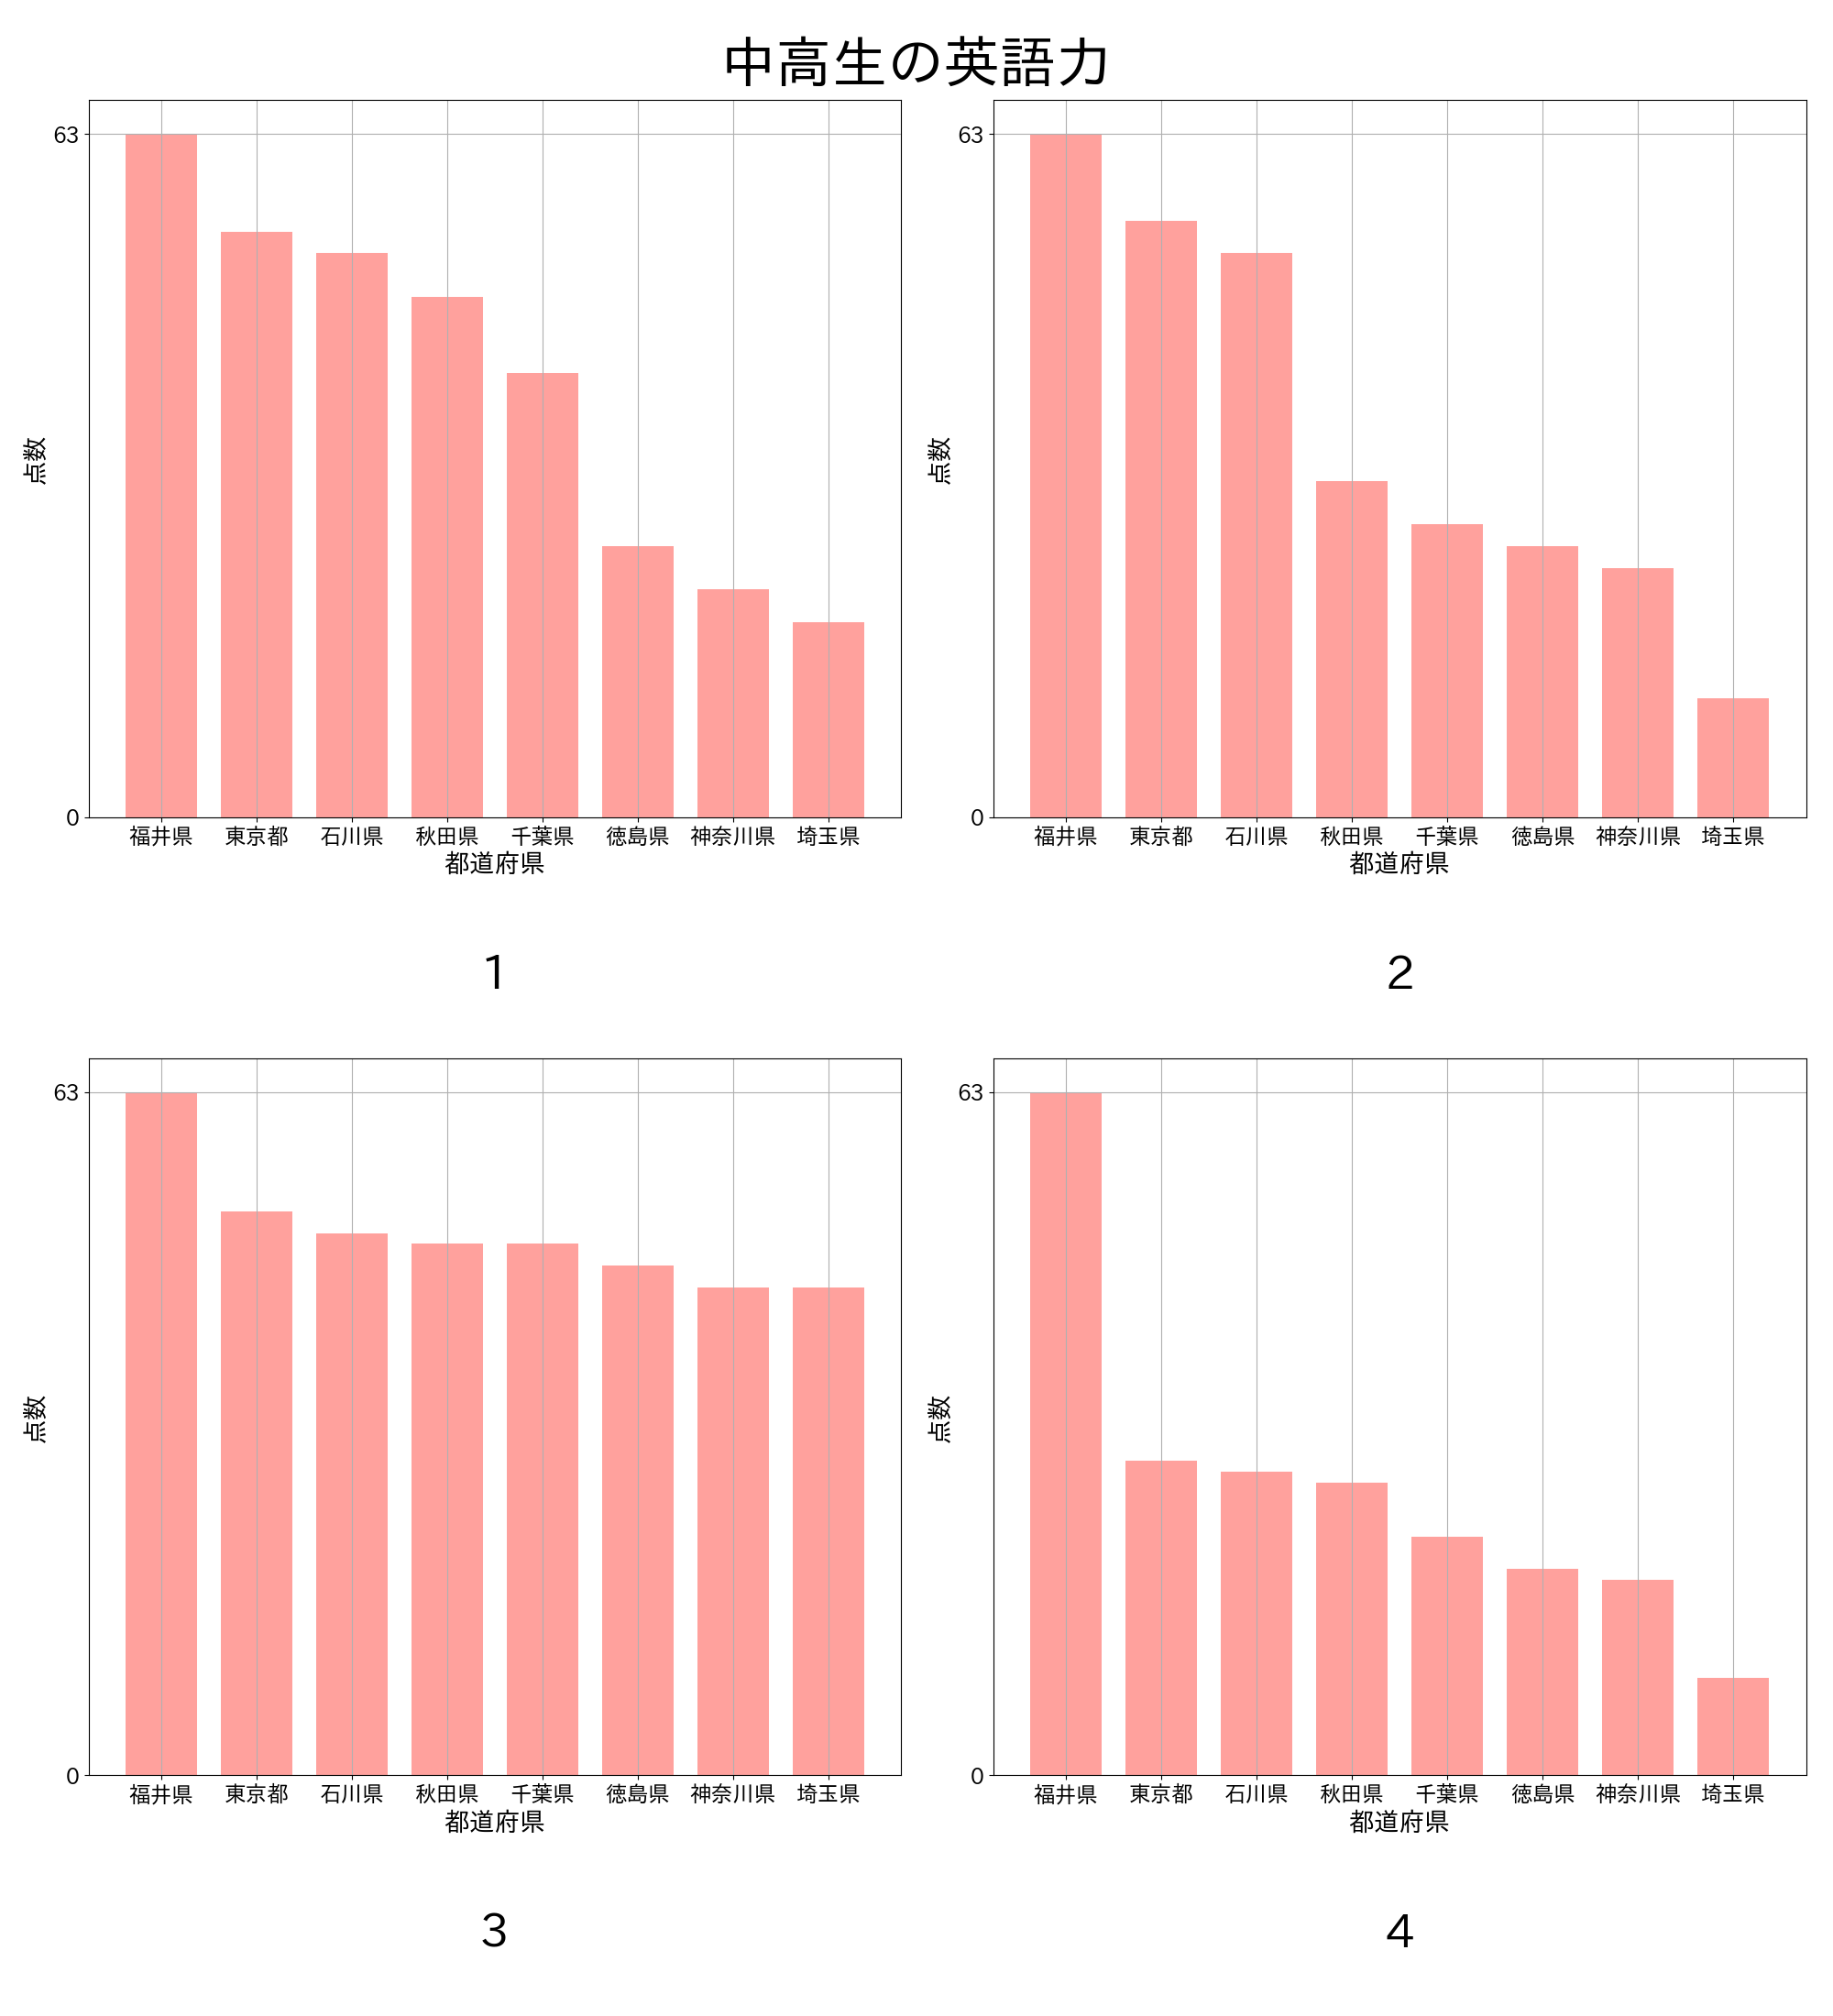 中高生の英語力
63
0
点数
福井県 東京都 石川県 秋田県 千葉県 徳島県 神奈川県 埼玉県
都道府県
1
63
0
点数
福井県 東京都 石川県 秋田県 千葉県 徳島県 神奈川県 埼玉県
都道府県
2
63
0
点数
福井県 東京都 石川県 秋田県 千葉県 徳島県 神奈川県 埼玉県
都道府県
3
63
0
点数
福井県 東京都 石川県 秋田県 千葉県 徳島県 神奈川県 埼玉県
都道府県
4